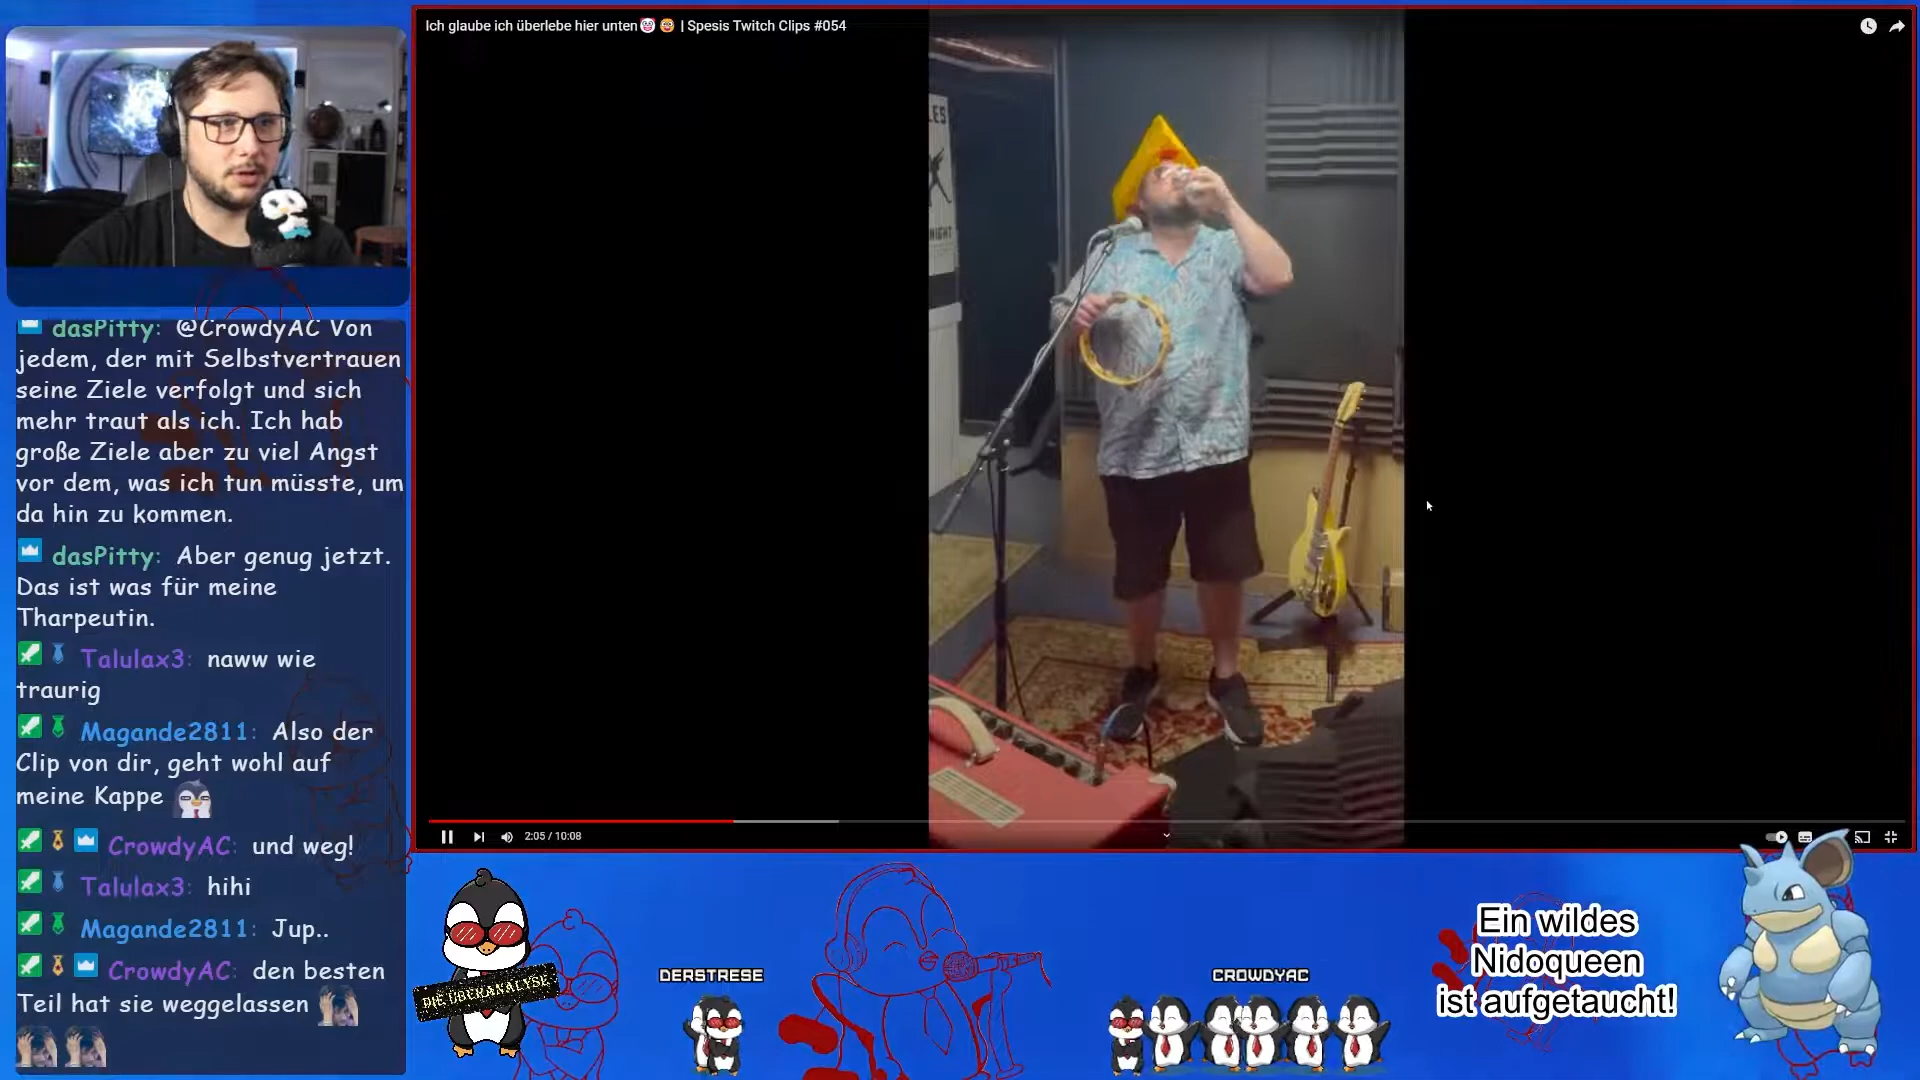 Ich glaube ich überlebe hier unten🤡 🤡 | Spesis Twitch Clips #054
LES
NIGHT
dasPitty: @CrowdyAC Von
jedem, der mit Selbstvertrauen
seine Ziele verfolgt und sich
mehr traut als ich. Ich hab
große Ziele aber zu viel Angst
vor dem, was ich tun müsste, um
da hin zu kommen.
dasPitty: Aber genug jetzt.
Das ist was für meine
Tharpeutin.
Talulax3: naww wie
traurig
Magande2811: Also der
Clip von dir, geht wohl auf
meine Kappe
CrowdyAC: und weg!
Talulax3: hihi
Magande2811: Jup..
CrowdyAC: den besten
Teil hat sie weggelassen
2:05 / 10:08
DIE ÜBERANALYSE
DERSTRESE
CROWDYAC
Ein wildes
Nidoqueen
ist aufgetaucht!